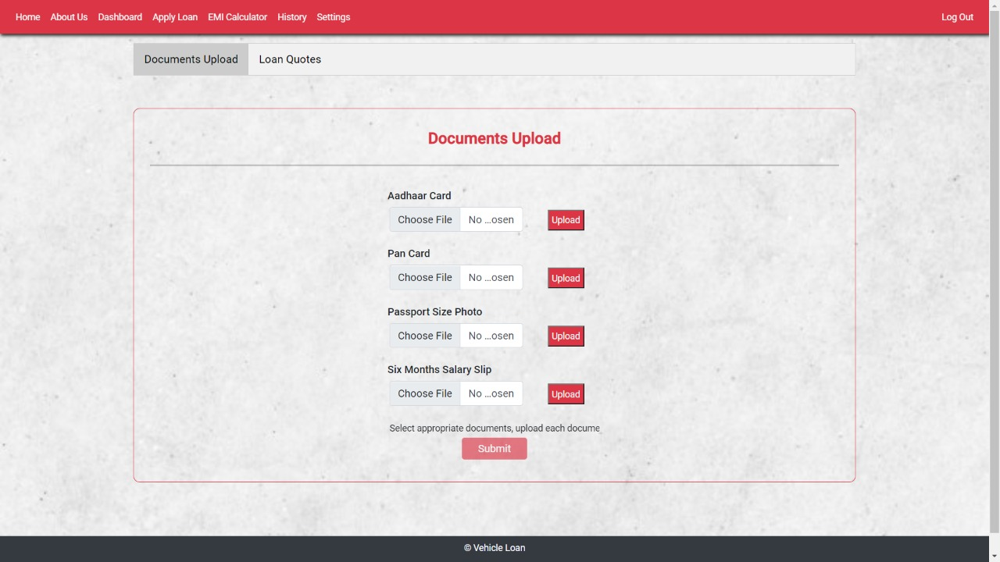 Home About Us Dashboard Apply Loan EMI Calculator History Settings Log Out
Documents Upload Loan Quotes
Documents Upload
Aadhaar Card
Choose File No ...osen Upload
Pan Card
Choose File No ...osen Upload
Passport Size Photo
Choose File No ...osen Upload
Six Months Salary Slip
Choose File No ...osen Upload
Select appropriate documents, upload each docume
Submit
© Vehicle Loan